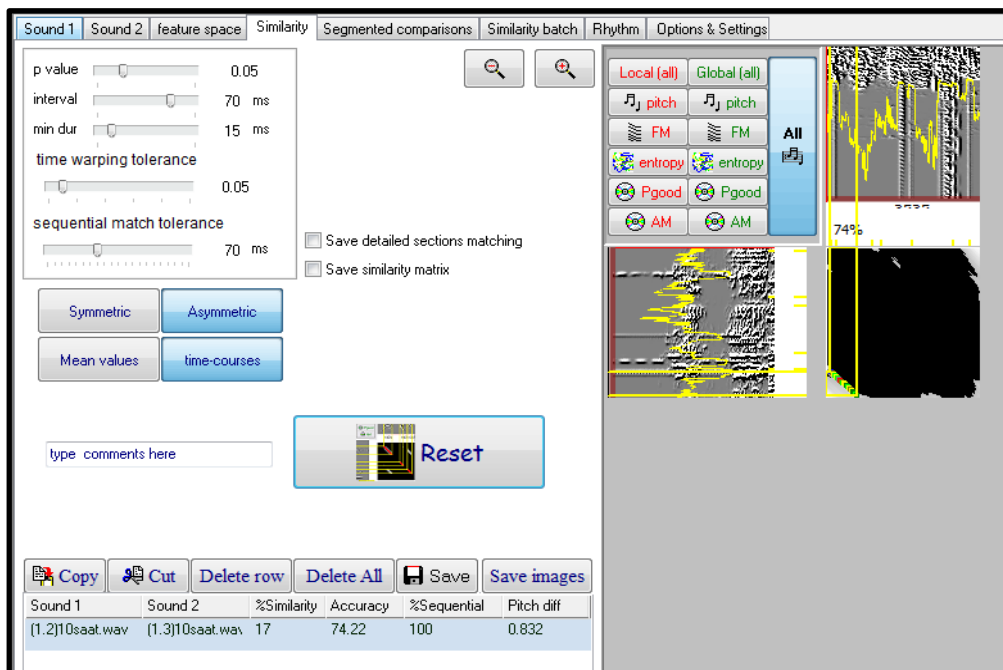 Sound 1 Sound 2 feature space Similarity Segmented comparisons Similarity batch Rhythm Options & Settings
p value 0.05
interval 70 ms
min dur 15 ms
time warping tolerance
0.05
sequential match tolerance
70 ms
Save detailed sections matching
Save similarity matrix
Symmetric Asymmetric
Mean values time-courses
type comments here
Reset
Copy Cut Delete row Delete All Save Save images
Sound 1 Sound 2 %Similarity Accuracy %Sequential Pitch diff
(1.2)10saat.wav (1.3)10saat.wav 17 74.22 100 0.832
Local (all) Global (all)
pitch pitch
FM FM
entropy entropy
Pgood Pgood
AM AM
All
74%